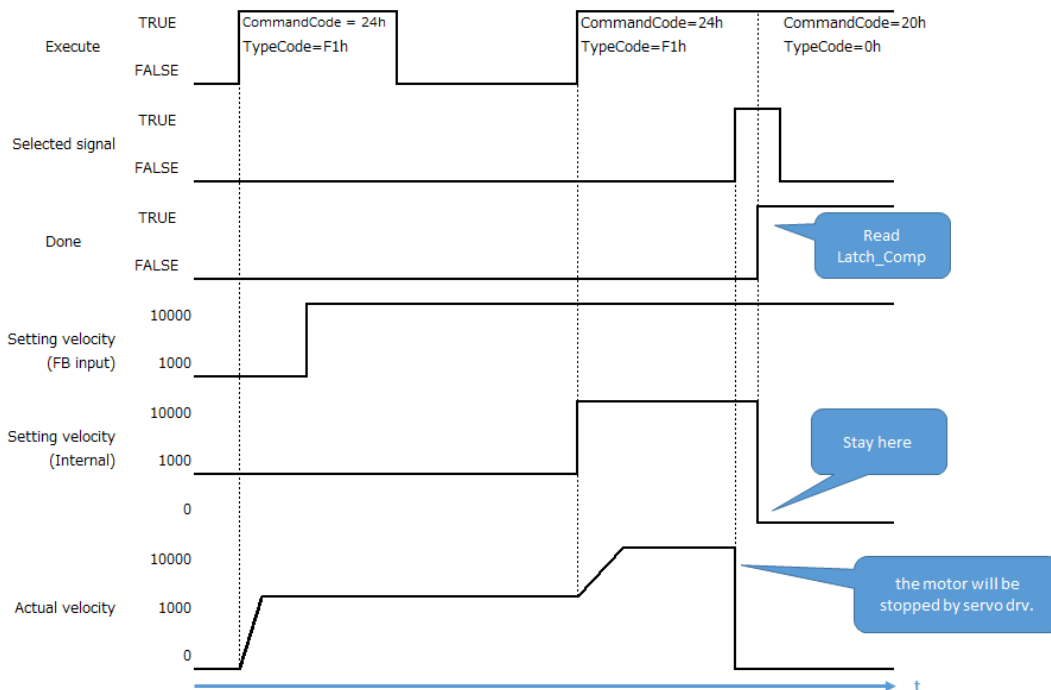 TRUE
Execute
FALSE
CommandCode = 24h
TypeCode=F1h
CommandCode=24h
TypeCode=F1h
CommandCode=20h
TypeCode=0h
TRUE
Selected signal
FALSE
TRUE
Done
FALSE
Read
Latch_Comp
10000
Setting velocity
(FB input)
1000
10000
Setting velocity
(Internal)
1000
0
Stay here
10000
Actual velocity
1000
0
the motor will be
stopped by servo drv.
t